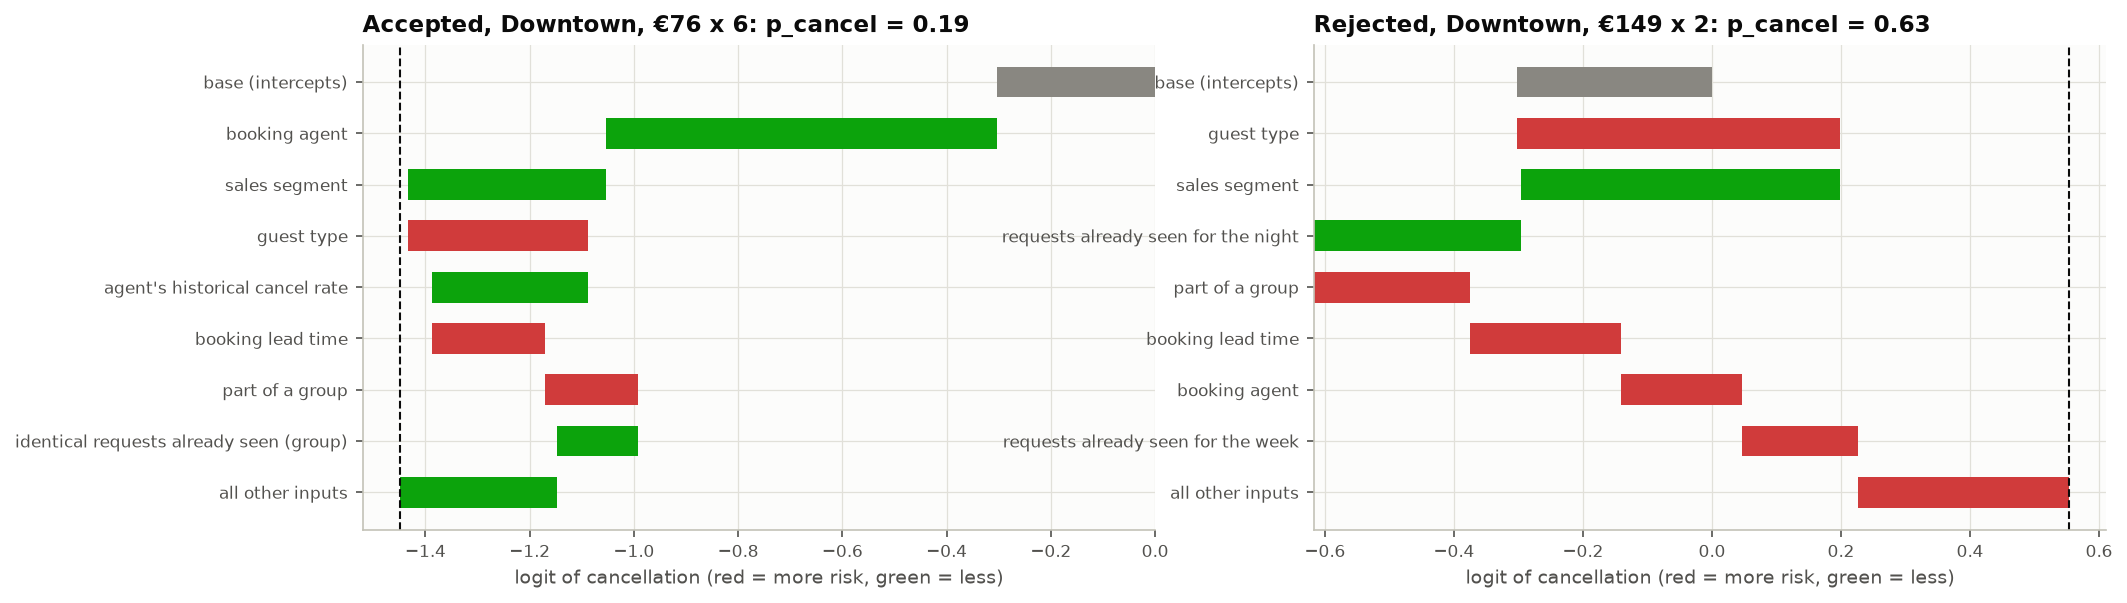 Accepted, Downtown, €76 x 6: p_cancel = 0.19
base (intercepts)
booking agent
sales segment
guest type
agent's historical cancel rate
booking lead time
part of a group
identical requests already seen (group)
all other inputs
−1.4 −1.2 −1.0 −0.8 −0.6 −0.4 −0.2 0.0
logit of cancellation (red = more risk, green = less)
Rejected, Downtown, €149 x 2: p_cancel = 0.63
base (intercepts)
guest type
sales segment
requests already seen for the night
part of a group
booking lead time
booking agent
requests already seen for the week
all other inputs
−0.6 −0.4 −0.2 0.0 0.2 0.4 0.6
logit of cancellation (red = more risk, green = less)